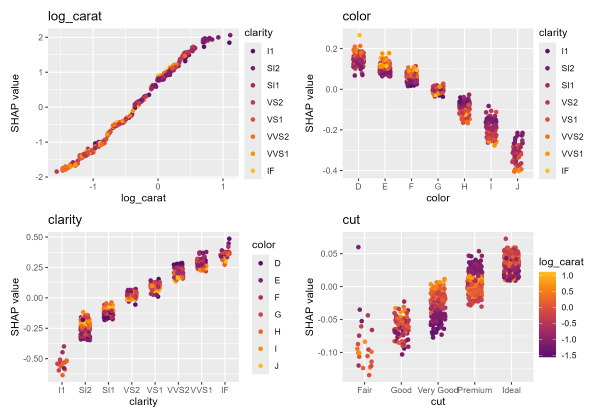 log_carat
SHAP value
2
1
0
-1
-2
-1
0
1
log_carat
clarity
I1
SI2
SI1
VS2
VS1
VVS2
VVS1
IF
color
SHAP value
0.2
0.0
-0.2
-0.4
D E F G H I J
color
clarity
I1
SI2
SI1
VS2
VS1
VVS2
VVS1
IF
clarity
SHAP value
0.50
0.25
0.00
-0.25
-0.50
I1 SI2 SI1 VS2 VS1 VVS2 VVS1 IF
clarity
color
D
E
F
G
H
I
J
cut
SHAP value
0.05
0.00
-0.05
-0.10
Fair Good Very Good Premium Ideal
cut
log_carat
1.0
0.5
0.0
-0.5
-1.0
-1.5